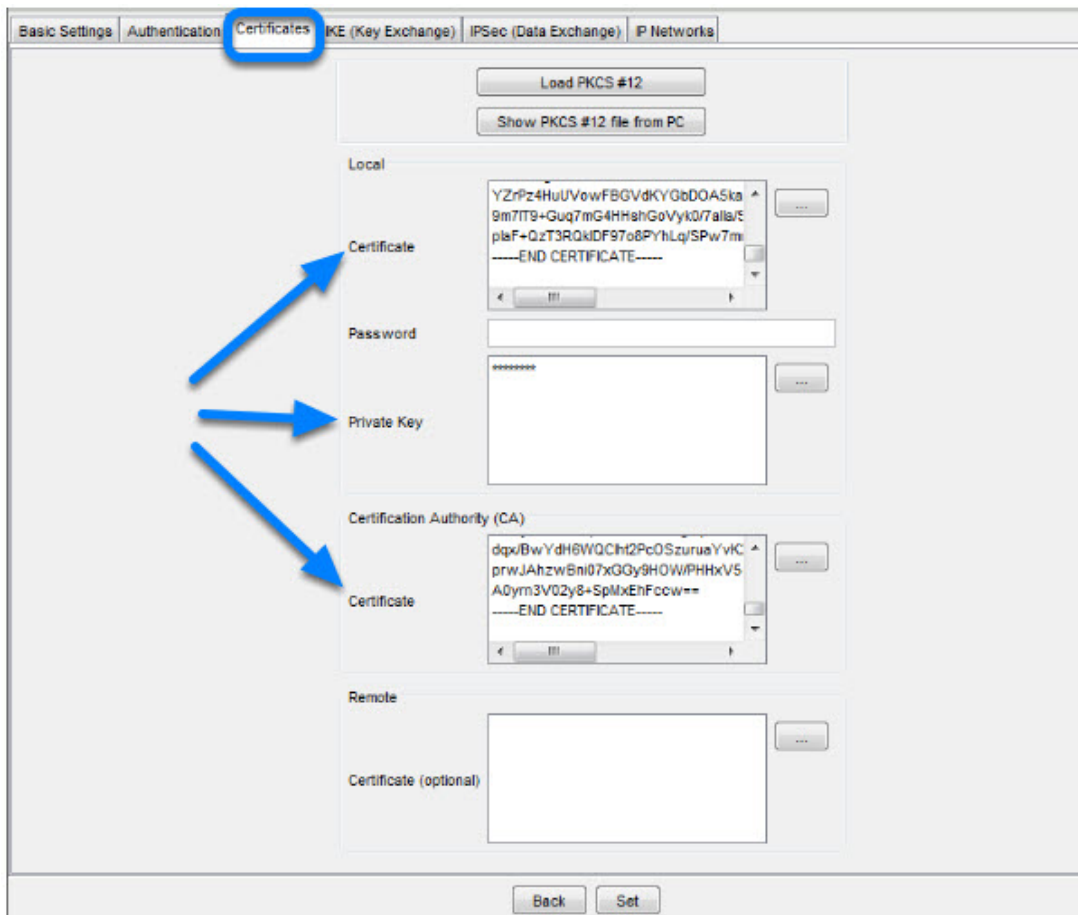 Basic Settings Authentication Certificates IKE (Key Exchange) IPSec (Data Exchange) IP Networks
Load PKCS #12
Show PKCS #12 file from PC
Local
YZrPz4HuUVowFBGVdKYGbDOA5ka
...
9m7lT9+Guq7mG4HHshGoVyk0/7alla/S
plaF+QzT3RQklDF97o8PYhLq/SPw7m
Certificate
-----END CERTIFICATE-----
Password
********
...
Private Key
Certification Authority (CA)
dqx/BwYdH6WQClht2PcOSzuruaYvK
...
prwJAhzwBni07xGGy9HOW/PHHxV5
A0yrn3V02y8+SpMxEhFccw==
Certificate
-----END CERTIFICATE-----
Remote
...
Certificate (optional)
Back Set